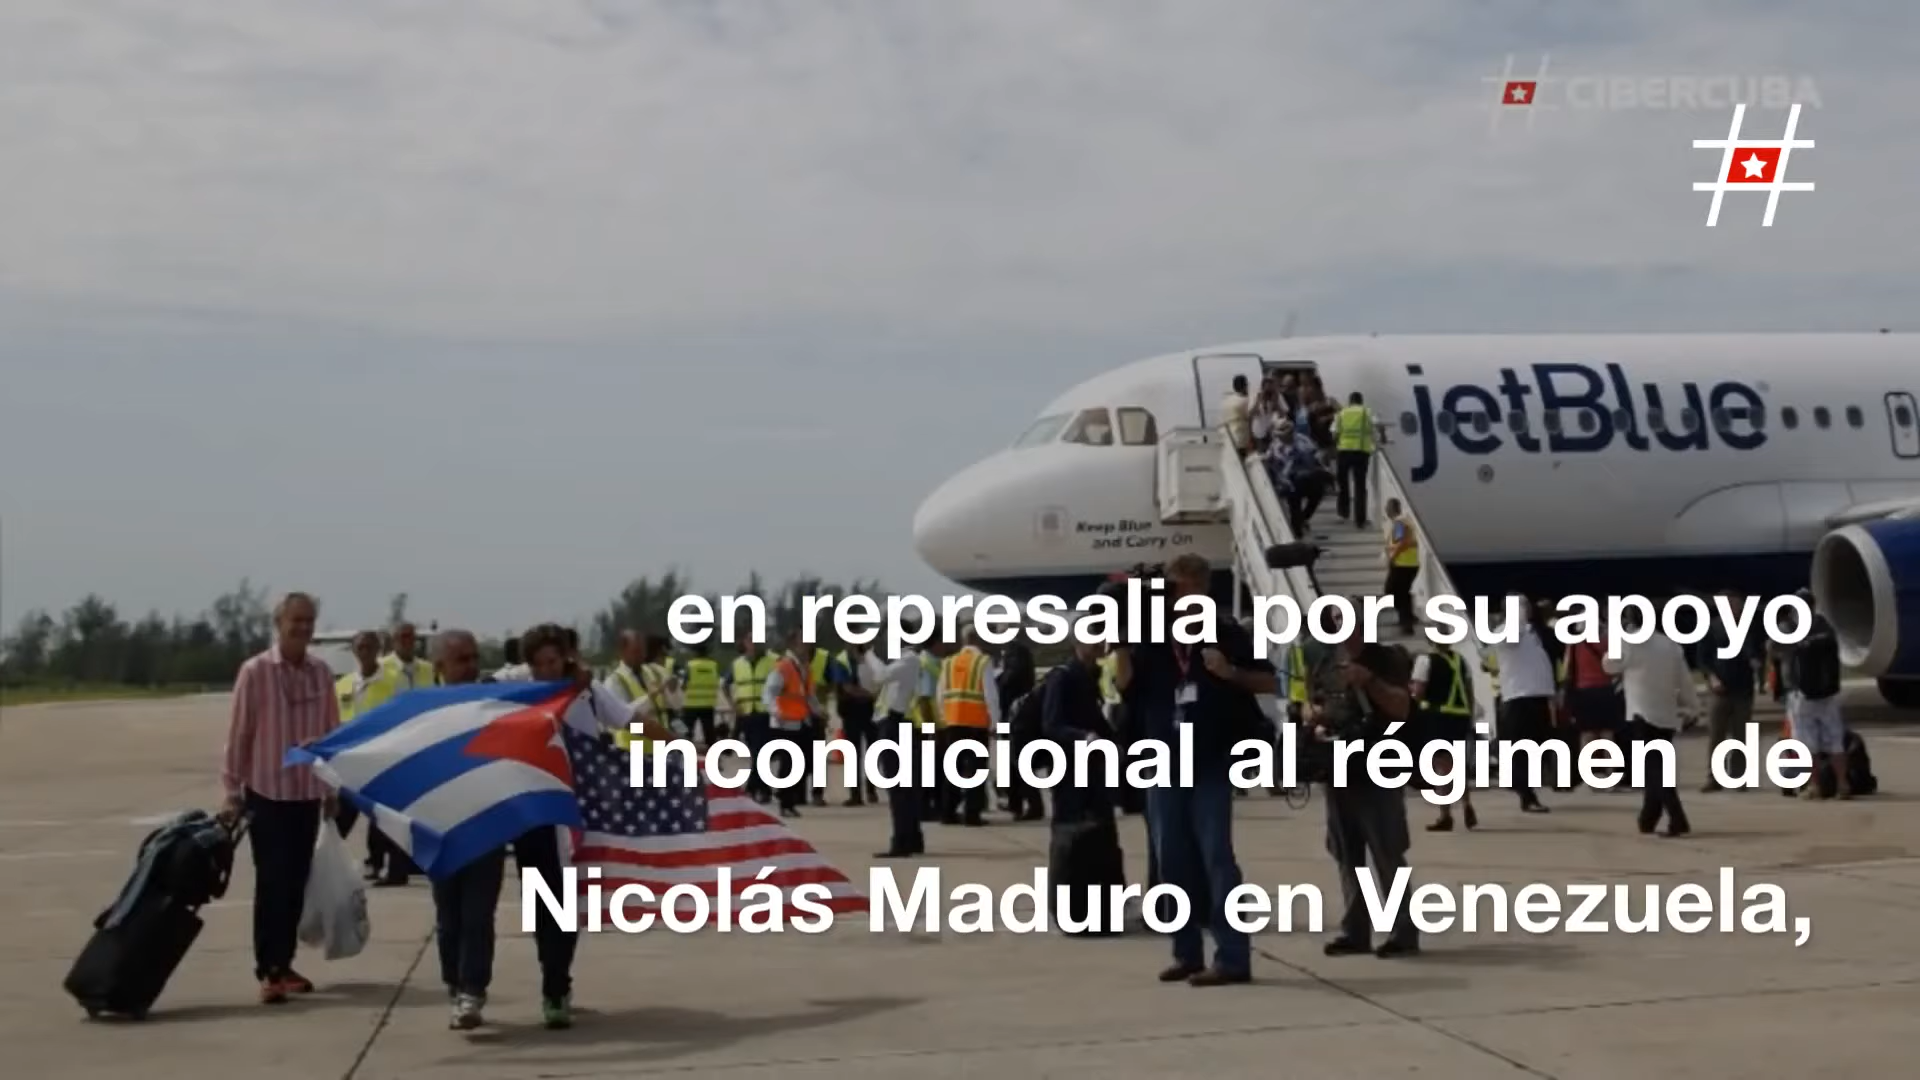 CIBERCUBA
jetBlue
Keep Blue
and Carry On
en represalia por su apoyo
incondicional al régimen de
Nicolás Maduro en Venezuela,